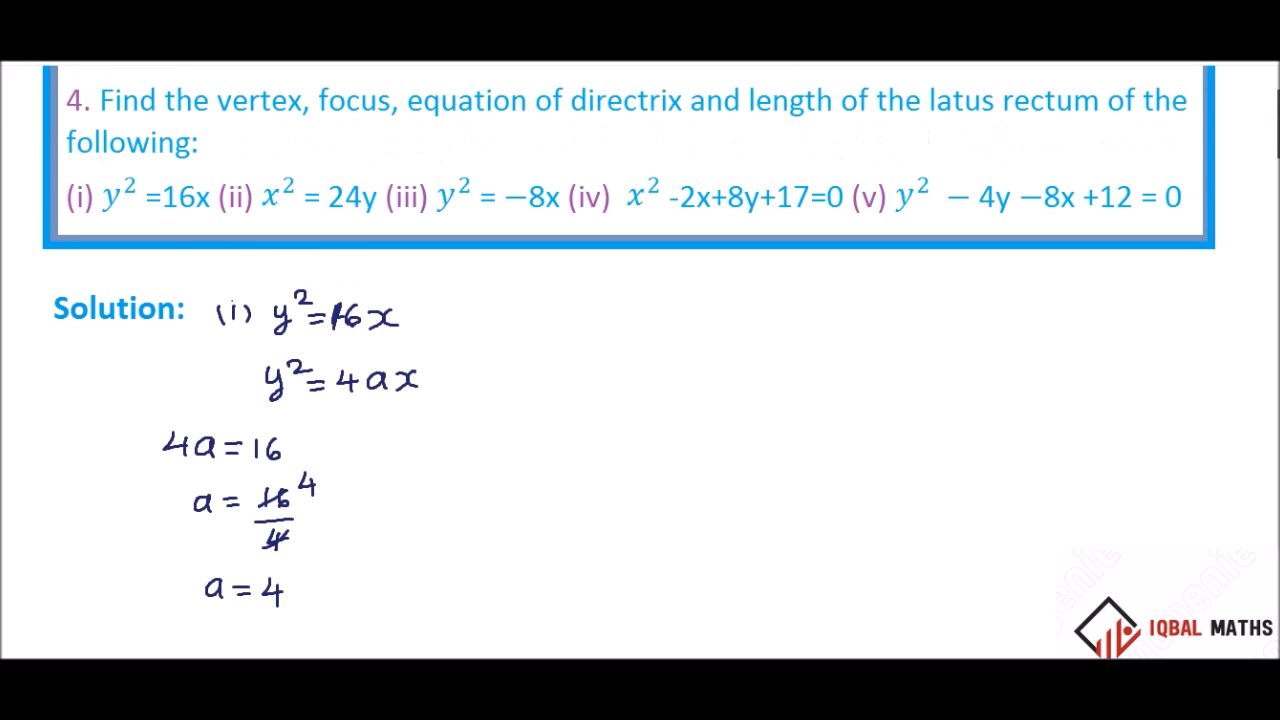 4. Find the vertex, focus, equation of directrix and length of the latus rectum of the
following:
(i) y² =16x (ii) x² = 24y (iii) y² = −8x (iv) x² -2x+8y+17=0 (v) y² − 4y −8x +12 = 0
Solution: (i) y²=16x
y²=4ax
4a=16
a = 16/4 4
a=4
IQBAL MATHS